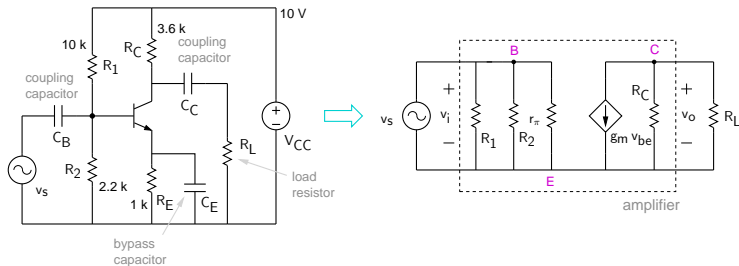 10 k
R1
3.6 k
RC
coupling
capacitor
10 V
coupling
capacitor
CB
CC
VCC
vs
R2
2.2 k
1 k
RE
CE
RL
load
resistor
bypass
capacitor
B
C
vs
+
vi
−
R1
R2
rπ
gm vbe
RC
+
vo
−
RL
E
amplifier